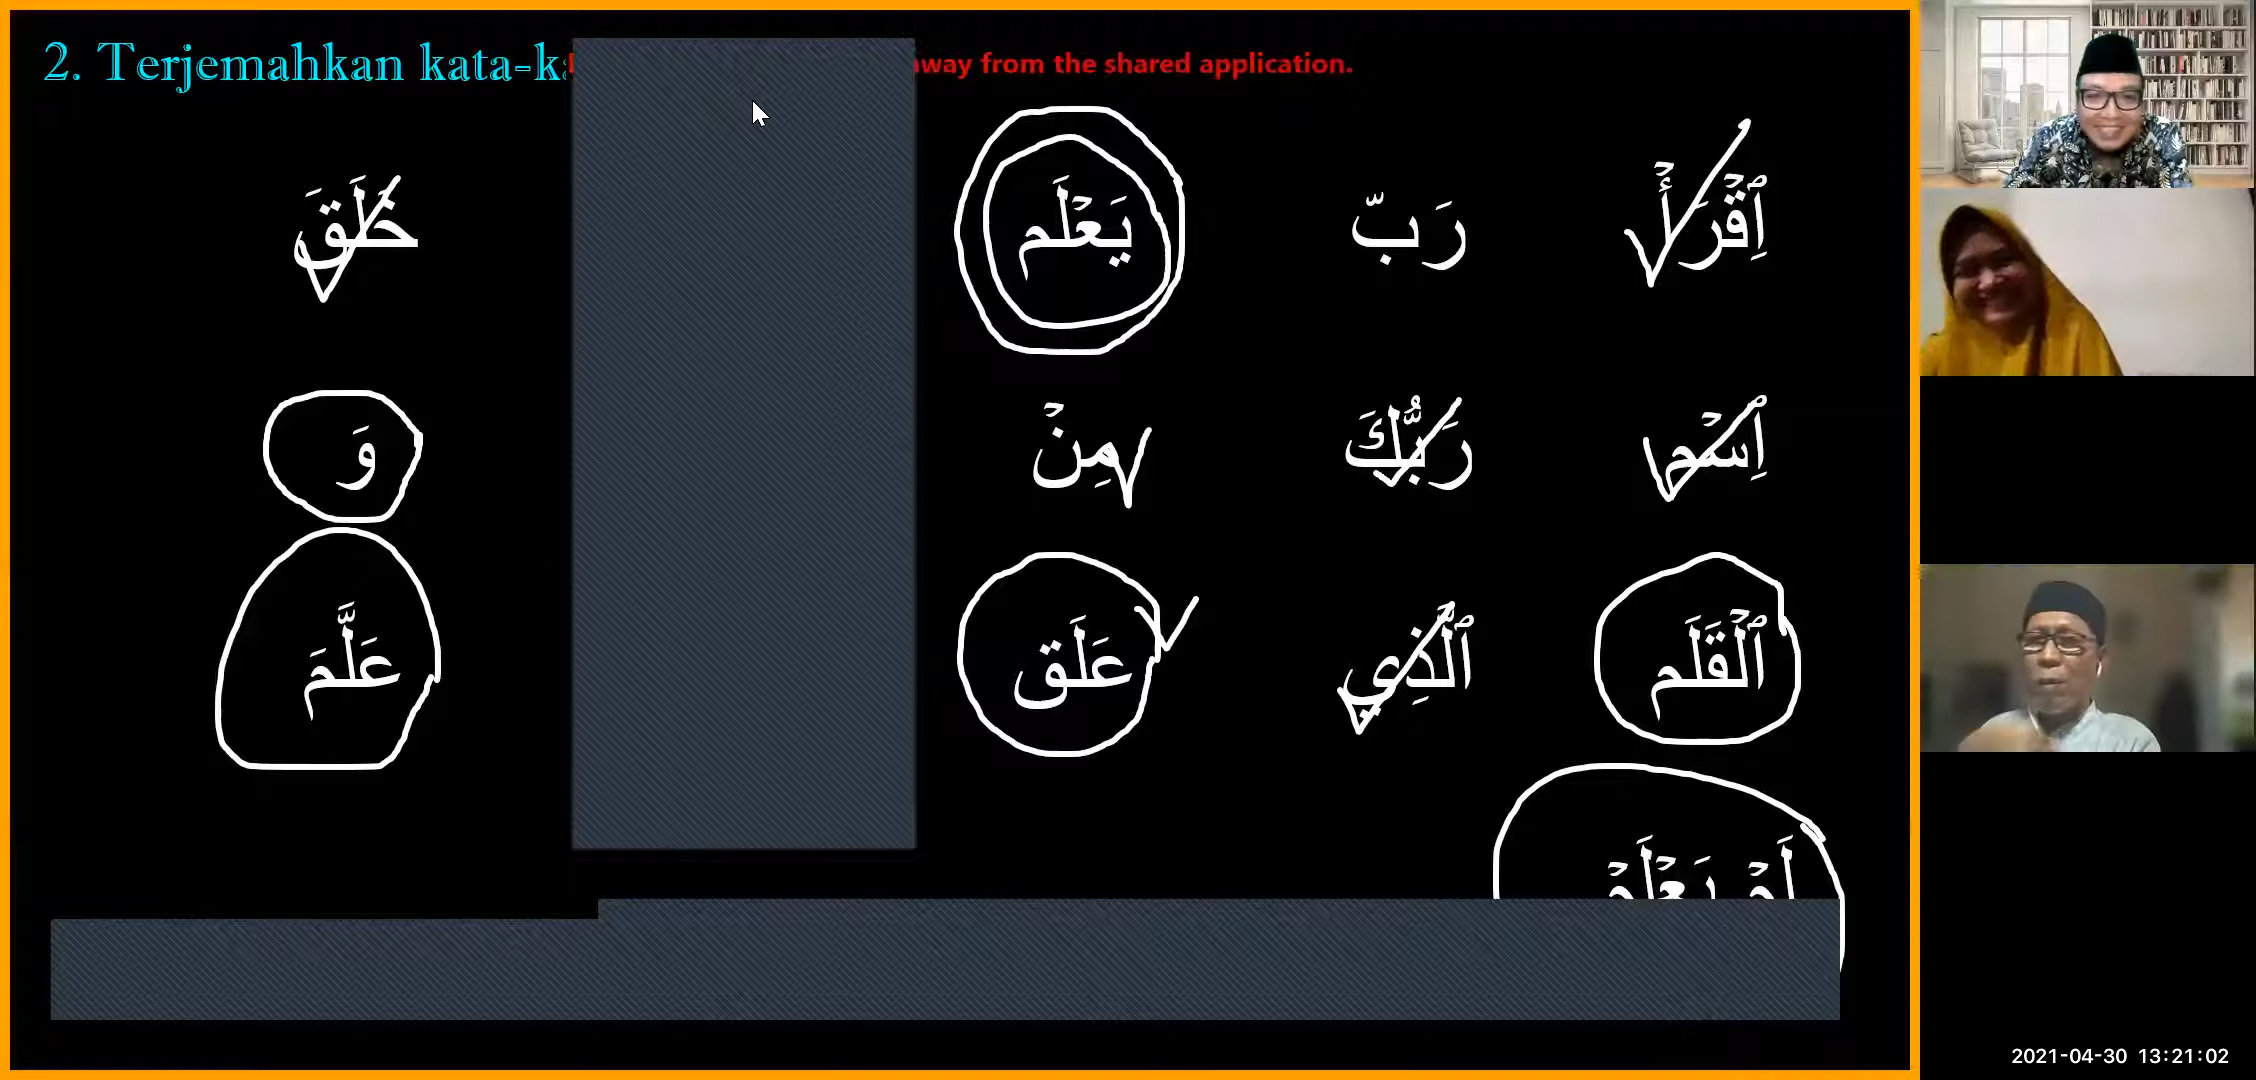 2. Terjemahkan kata-k
away from the shared application.
اِقْرَأْ رَبّ يَعْلَم خَلَقَ
اِسْم رَبُّكَ مِنْ وَ
اَلْقَلَم اَلَّذِي عَلَق عَلَّمَ
لَمْ يَعْلَمْ
2021-04-30 13:21:02